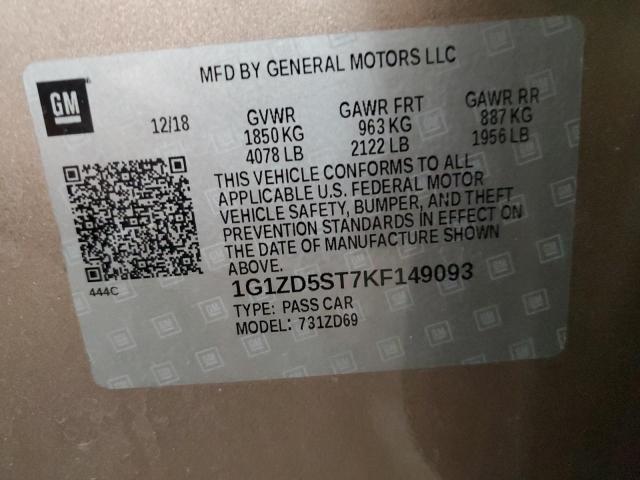 MFD BY GENERAL MOTORS LLC
GM
12/18
GVWR GAWR FRT GAWR RR
1850 KG 963 KG 887 KG
4078 LB 2122 LB 1956 LB
THIS VEHICLE CONFORMS TO ALL
APPLICABLE U.S. FEDERAL MOTOR
VEHICLE SAFETY, BUMPER, AND THEFT
PREVENTION STANDARDS IN EFFECT ON
THE DATE OF MANUFACTURE SHOWN
ABOVE.
444C
1G1ZD5ST7KF149093
TYPE: PASS CAR
MODEL: 731ZD69